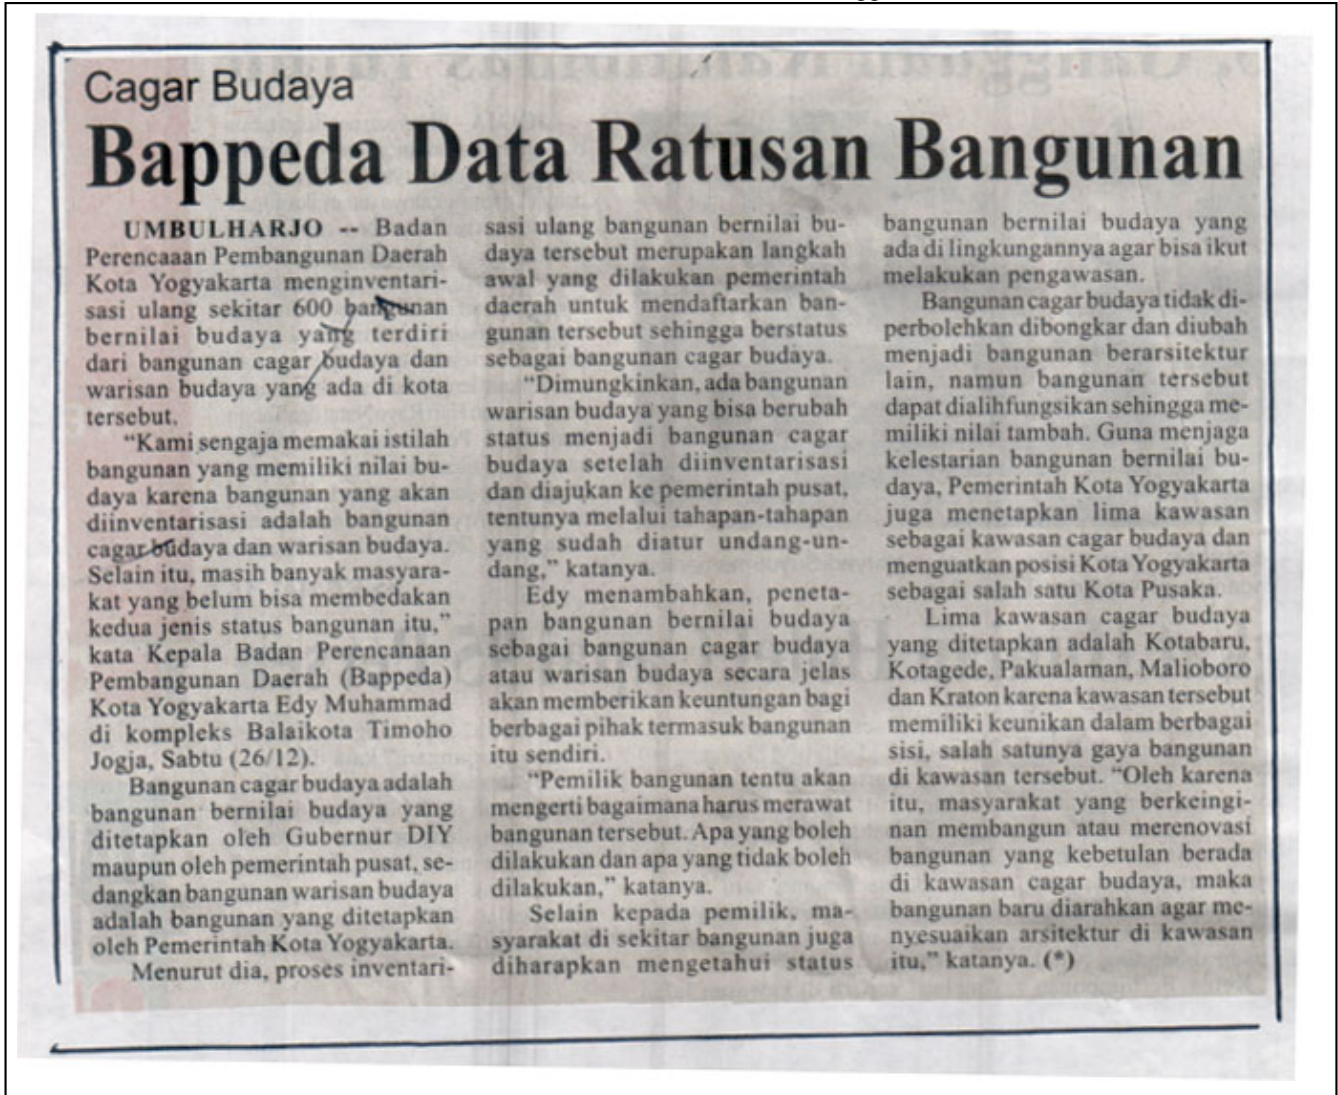 Cagar Budaya
Bappeda Data Ratusan Bangunan
UMBULHARJO -- Badan
Perencaaan Pembangunan Daerah
Kota Yogyakarta menginventari-
sasi ulang sekitar 600 bangunan
bernilai budaya yang terdiri
dari bangunan cagar budaya dan
warisan budaya yang ada di kota
tersebut.
“Kami sengaja memakai istilah
bangunan yang memiliki nilai bu-
daya karena bangunan yang akan
diinventarisasi adalah bangunan
cagar budaya dan warisan budaya.
Selain itu, masih banyak masyara-
kat yang belum bisa membedakan
kedua jenis status bangunan itu,”
kata Kepala Badan Perencanaan
Pembangunan Daerah (Bappeda)
Kota Yogyakarta Edy Muhammad
di kompleks Balaikota Timoho
Jogja, Sabtu (26/12).
Bangunan cagar budaya adalah
bangunan bernilai budaya yang
ditetapkan oleh Gubernur DIY
maupun oleh pemerintah pusat, se-
dangkan bangunan warisan budaya
adalah bangunan yang ditetapkan
oleh Pemerintah Kota Yogyakarta.
Menurut dia, proses inventari-
sasi ulang bangunan bernilai bu-
daya tersebut merupakan langkah
awal yang dilakukan pemerintah
daerah untuk mendaftarkan ban-
gunan tersebut sehingga berstatus
sebagai bangunan cagar budaya.
“Dimungkinkan, ada bangunan
warisan budaya yang bisa berubah
status menjadi bangunan cagar
budaya setelah diinventarisasi
dan diajukan ke pemerintah pusat,
tentunya melalui tahapan-tahapan
yang sudah diatur undang-un-
dang,” katanya.
Edy menambahkan, peneta-
pan bangunan bernilai budaya
sebagai bangunan cagar budaya
atau warisan budaya secara jelas
akan memberikan keuntungan bagi
berbagai pihak termasuk bangunan
itu sendiri.
“Pemilik bangunan tentu akan
mengerti bagaimana harus merawat
bangunan tersebut. Apa yang boleh
dilakukan dan apa yang tidak boleh
dilakukan,” katanya.
Selain kepada pemilik, ma-
syarakat di sekitar bangunan juga
diharapkan mengetahui status
bangunan bernilai budaya yang
ada di lingkungannya agar bisa ikut
melakukan pengawasan.
Bangunan cagar budaya tidak di-
perbolehkan dibongkar dan diubah
menjadi bangunan berarsitektur
lain, namun bangunan tersebut
dapat dialihfungsikan sehingga me-
miliki nilai tambah. Guna menjaga
kelestarian bangunan bernilai bu-
daya, Pemerintah Kota Yogyakarta
juga menetapkan lima kawasan
sebagai kawasan cagar budaya dan
menguatkan posisi Kota Yogyakarta
sebagai salah satu Kota Pusaka.
Lima kawasan cagar budaya
yang ditetapkan adalah Kotabaru,
Kotagede, Pakualaman, Malioboro
dan Kraton karena kawasan tersebut
memiliki keunikan dalam berbagai
sisi, salah satunya gaya bangunan
di kawasan tersebut. “Oleh karena
itu, masyarakat yang berkeingi-
nan membangun atau merenovasi
bangunan yang kebetulan berada
di kawasan cagar budaya, maka
bangunan baru diarahkan agar me-
nyesuaikan arsitektur di kawasan
itu,” katanya. (*)